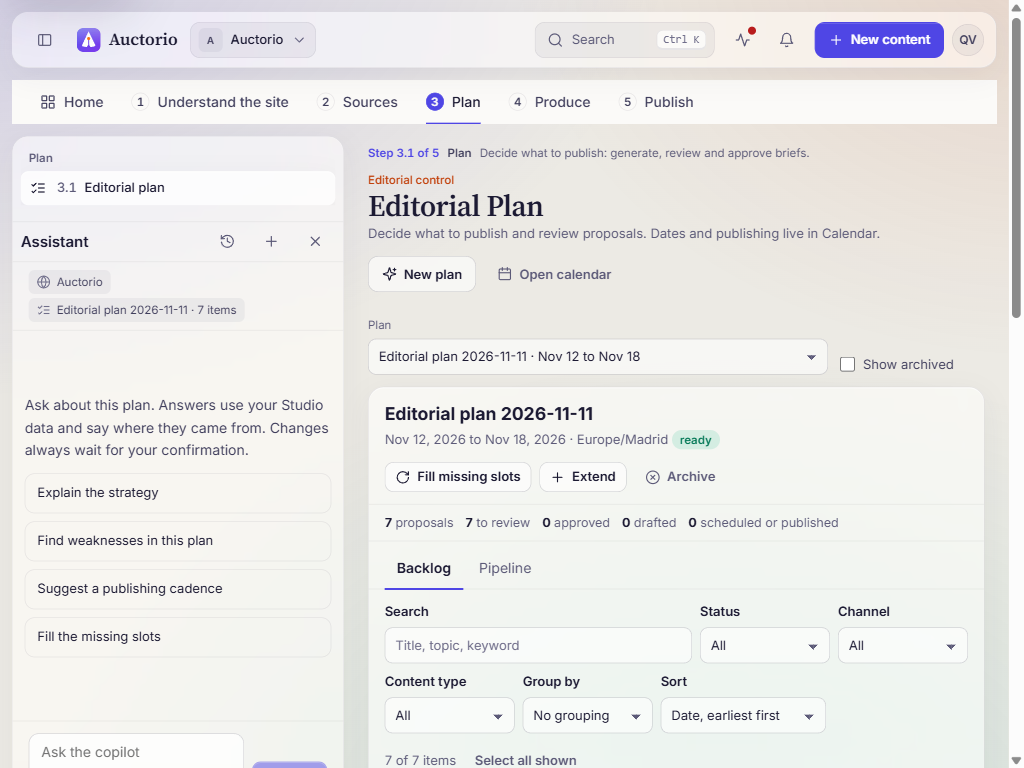 Auctorio
A Auctorio
Search
Ctrl K
New content
QV
Home
1 Understand the site
2 Sources
3 Plan
4 Produce
5 Publish
Plan
3.1 Editorial plan
Assistant
Auctorio
Editorial plan 2026-11-11 · 7 items
Ask about this plan. Answers use your Studio
data and say where they came from. Changes
always wait for your confirmation.
Explain the strategy
Find weaknesses in this plan
Suggest a publishing cadence
Fill the missing slots
Ask the copilot
Step 3.1 of 5 Plan Decide what to publish: generate, review and approve briefs.
Editorial control
Editorial Plan
Decide what to publish and review proposals. Dates and publishing live in Calendar.
New plan
Open calendar
Plan
Editorial plan 2026-11-11 · Nov 12 to Nov 18
Show archived
Editorial plan 2026-11-11
Nov 12, 2026 to Nov 18, 2026 · Europe/Madrid ready
Fill missing slots
Extend
Archive
7 proposals 7 to review 0 approved 0 drafted 0 scheduled or published
Backlog
Pipeline
Search
Status
Channel
Title, topic, keyword
All
All
Content type
Group by
Sort
All
No grouping
Date, earliest first
7 of 7 items
Select all shown